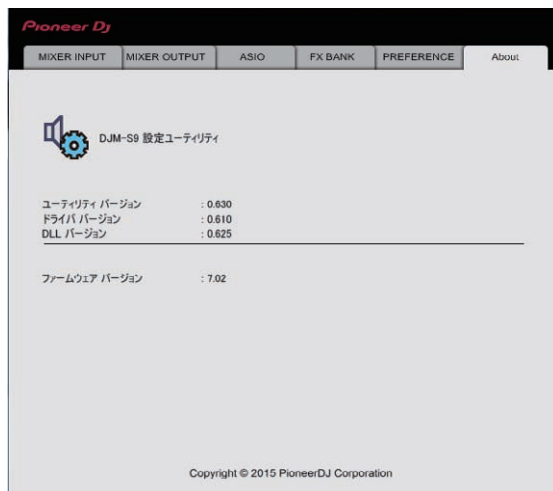 Pioneer Dj
MIXER INPUT MIXER OUTPUT ASIO FX BANK PREFERENCE About
DJM-S9 設定ユーティリティ
ユーティリティ バージョン : 0.630
ドライバ バージョン : 0.610
DLL バージョン : 0.625
ファームウェア バージョン : 7.02
Copyright © 2015 PioneerDJ Corporation